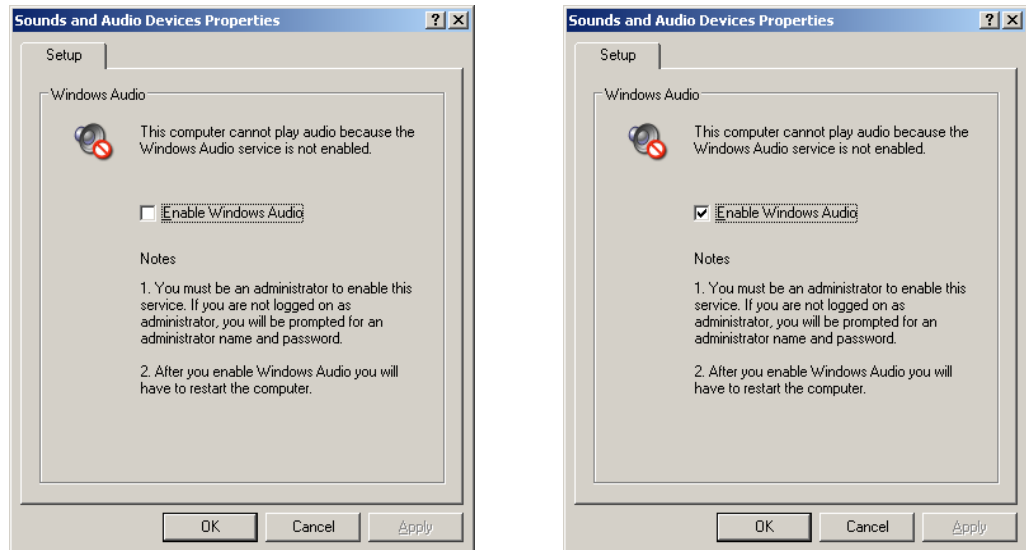 Sounds and Audio Devices Properties
Setup
Windows Audio
This computer cannot play audio because the
Windows Audio service is not enabled.
Enable Windows Audio
Notes
1. You must be an administrator to enable this
service. If you are not logged on as
administrator, you will be prompted for an
administrator name and password.
2. After you enable Windows Audio you will
have to restart the computer.
OK Cancel Apply
Sounds and Audio Devices Properties
Setup
Windows Audio
This computer cannot play audio because the
Windows Audio service is not enabled.
Enable Windows Audio
Notes
1. You must be an administrator to enable this
service. If you are not logged on as
administrator, you will be prompted for an
administrator name and password.
2. After you enable Windows Audio you will
have to restart the computer.
OK Cancel Apply